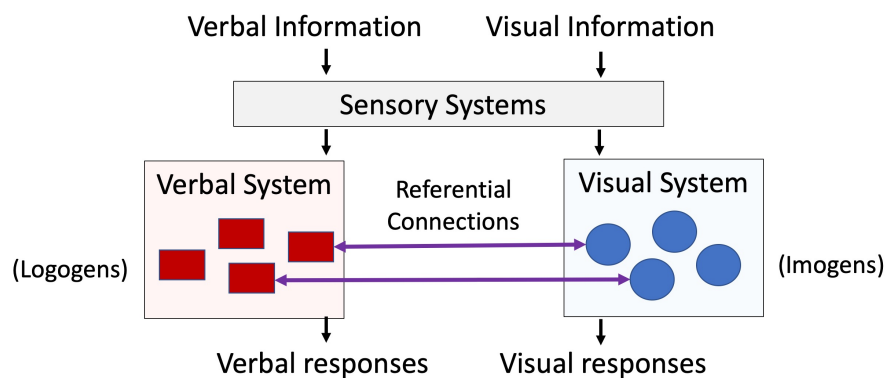 Verbal Information
Visual Information
Sensory Systems
Verbal System
Referential
Connections
Visual System
(Logogens)
(Imogens)
Verbal responses
Visual responses